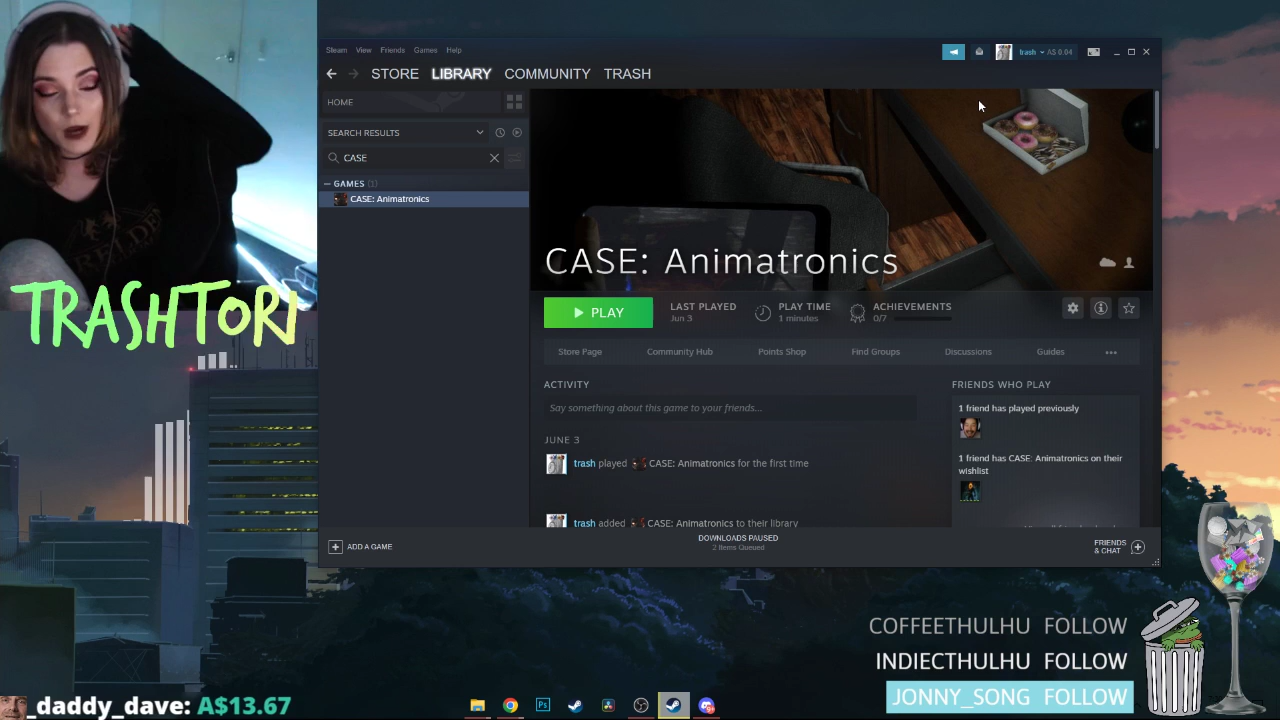 Steam View Friends Games Help
trash A$ 0.04
STORE LIBRARY COMMUNITY TRASH
HOME
SEARCH RESULTS
CASE
GAMES (1)
CASE: Animatronics
CASE: Animatronics
PLAY
LAST PLAYED
Jun 3
PLAY TIME
1 minutes
ACHIEVEMENTS
0/7
Store Page Community Hub Points Shop Find Groups Discussions Guides
ACTIVITY
Say something about this game to your friends...
JUNE 3
trash played CASE: Animatronics for the first time
trash added CASE: Animatronics to their library
FRIENDS WHO PLAY
1 friend has played previously
1 friend has CASE: Animatronics on their
wishlist
ADD A GAME
DOWNLOADS PAUSED
2 Items Queued
FRIENDS
& CHAT
TRASHTORI
COFFEETHULHU FOLLOW
INDIECTHULHU FOLLOW
JONNY_SONG FOLLOW
_daddy_dave: A$13.67
Ps